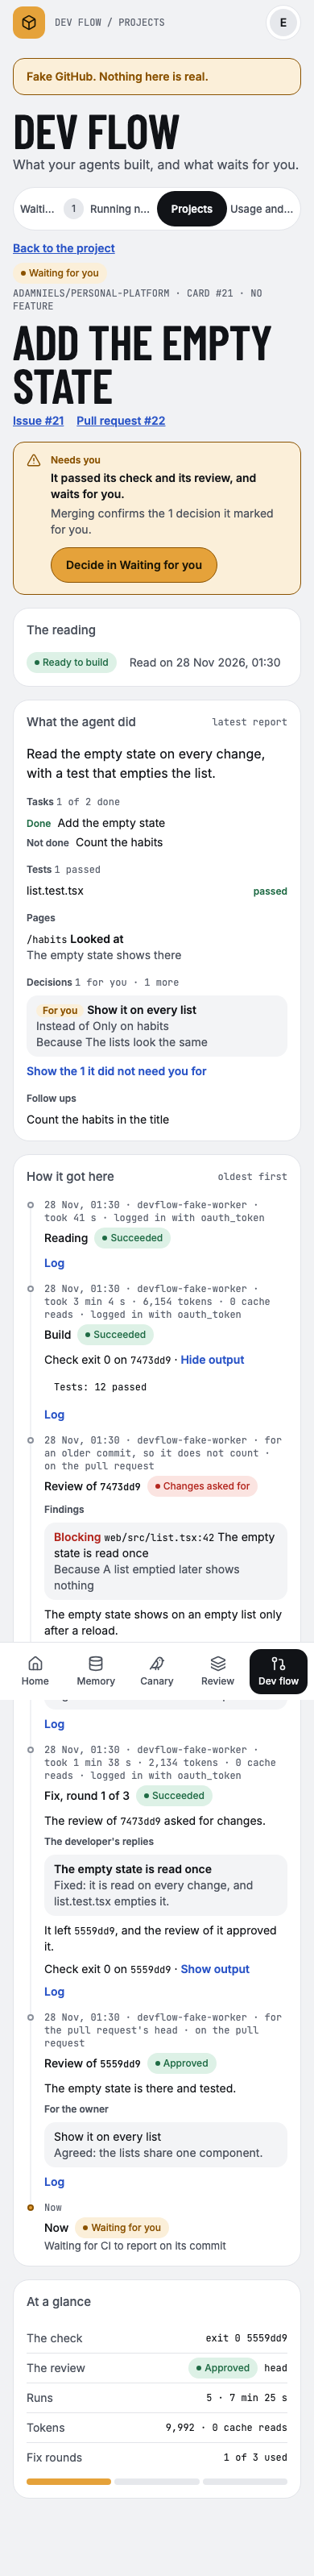 DEV FLOW / PROJECTS
E
Fake GitHub. Nothing here is real.
DEV FLOW
What your agents built, and what waits for you.
Waiti... 1 Running n... Projects Usage and...
Back to the project
Waiting for you
ADAMNIELS/PERSONAL-PLATFORM · CARD #21 · NO
FEATURE
ADD THE EMPTY
STATE
Issue #21 Pull request #22
Needs you
It passed its check and its review, and
waits for you.
Merging confirms the 1 decision it marked
for you.
Decide in Waiting for you
The reading
Ready to build Read on 28 Nov 2026, 01:30
What the agent did latest report
Read the empty state on every change,
with a test that empties the list.
Tasks 1 of 2 done
Done Add the empty state
Not done Count the habits
Tests 1 passed
list.test.tsx passed
Pages
/habits Looked at
The empty state shows there
Decisions 1 for you · 1 more
For you Show it on every list
Instead of Only on habits
Because The lists look the same
Show the 1 it did not need you for
Follow ups
Count the habits in the title
How it got here oldest first
28 Nov, 01:30 · devflow-fake-worker ·
took 41 s · logged in with oauth_token
Reading Succeeded
Log
28 Nov, 01:30 · devflow-fake-worker ·
took 3 min 4 s · 6,154 tokens · 0 cache
reads · logged in with oauth_token
Build Succeeded
Check exit 0 on 7473dd9 · Hide output
Tests: 12 passed
Log
28 Nov, 01:30 · devflow-fake-worker · for
an older commit, so it does not count ·
on the pull request
Review of 7473dd9 Changes asked for
Findings
Blocking web/src/list.tsx:42 The empty
state is read once
Because A list emptied later shows
nothing
The empty state shows on an empty list only
after a reload.
Home Memory Canary Review Dev flow
Log
28 Nov, 01:30 · devflow-fake-worker ·
took 1 min 38 s · 2,134 tokens · 0 cache
reads · logged in with oauth_token
Fix, round 1 of 3 Succeeded
The review of 7473dd9 asked for changes.
The developer's replies
The empty state is read once
Fixed: it is read on every change, and
list.test.tsx empties it.
It left 5559dd9, and the review of it approved
it.
Check exit 0 on 5559dd9 · Show output
Log
28 Nov, 01:30 · devflow-fake-worker · for
the pull request's head · on the pull
request
Review of 5559dd9 Approved
The empty state is there and tested.
For the owner
Show it on every list
Agreed: the lists share one component.
Log
Now
Now Waiting for you
Waiting for CI to report on its commit
At a glance
The check exit 0 5559dd9
The review Approved head
Runs 5 · 7 min 25 s
Tokens 9,992 · 0 cache reads
Fix rounds 1 of 3 used